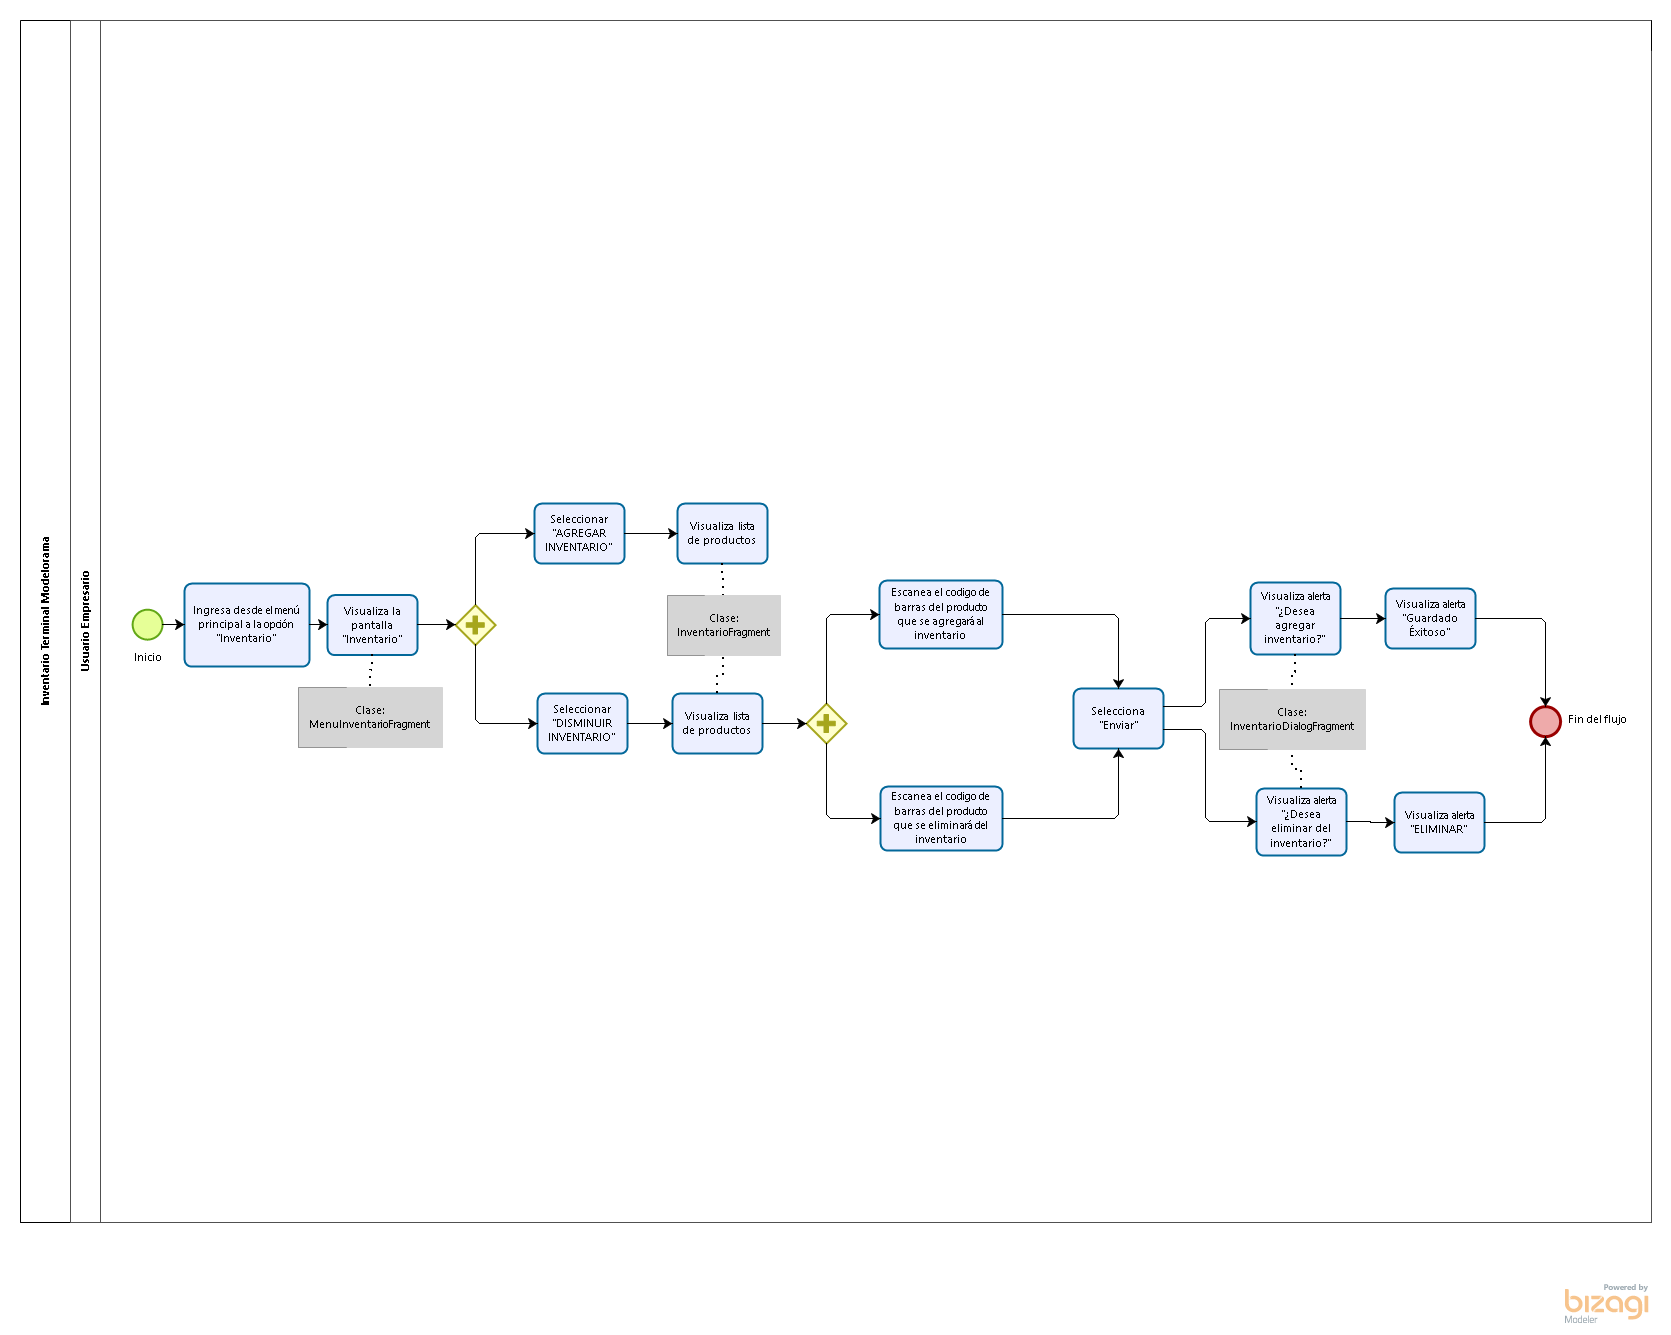 Inventario Terminal Modelorama
Usuario Empresario
Inicio
Ingresa desde el menú
principal a la opción
"Inventario"
Visualiza la
pantalla
"Inventario"
Clase:
MenuInventarioFragment
Seleccionar
"AGREGAR
INVENTARIO"
Visualiza lista
de productos
Clase:
InventarioFragment
Seleccionar
"DISMINUIR
INVENTARIO"
Visualiza lista
de productos
Escanea el codigo de
barras del producto
que se agregará al
inventario
Escanea el codigo de
barras del producto
que se eliminará del
inventario
Selecciona
"Enviar"
Visualiza alerta
"¿Desea
agregar
inventario?"
Visualiza alerta
"Guardado
Éxitoso"
Clase:
InventarioDialogFragment
Visualiza alerta
"¿Desea
eliminar del
inventario?"
Visualiza alerta
"ELIMINAR"
Fin del flujo
Powered by
bizagi
Modeler